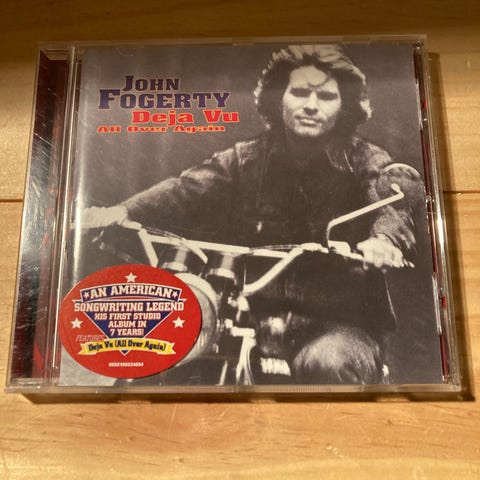 JOHN
FOGERTY
Deja Vu
All Over Again
AN AMERICAN
SONGWRITING LEGEND
HIS FIRST STUDIO
ALBUM IN
7 YEARS!
FEATURING
Deja Vu (All Over Again)